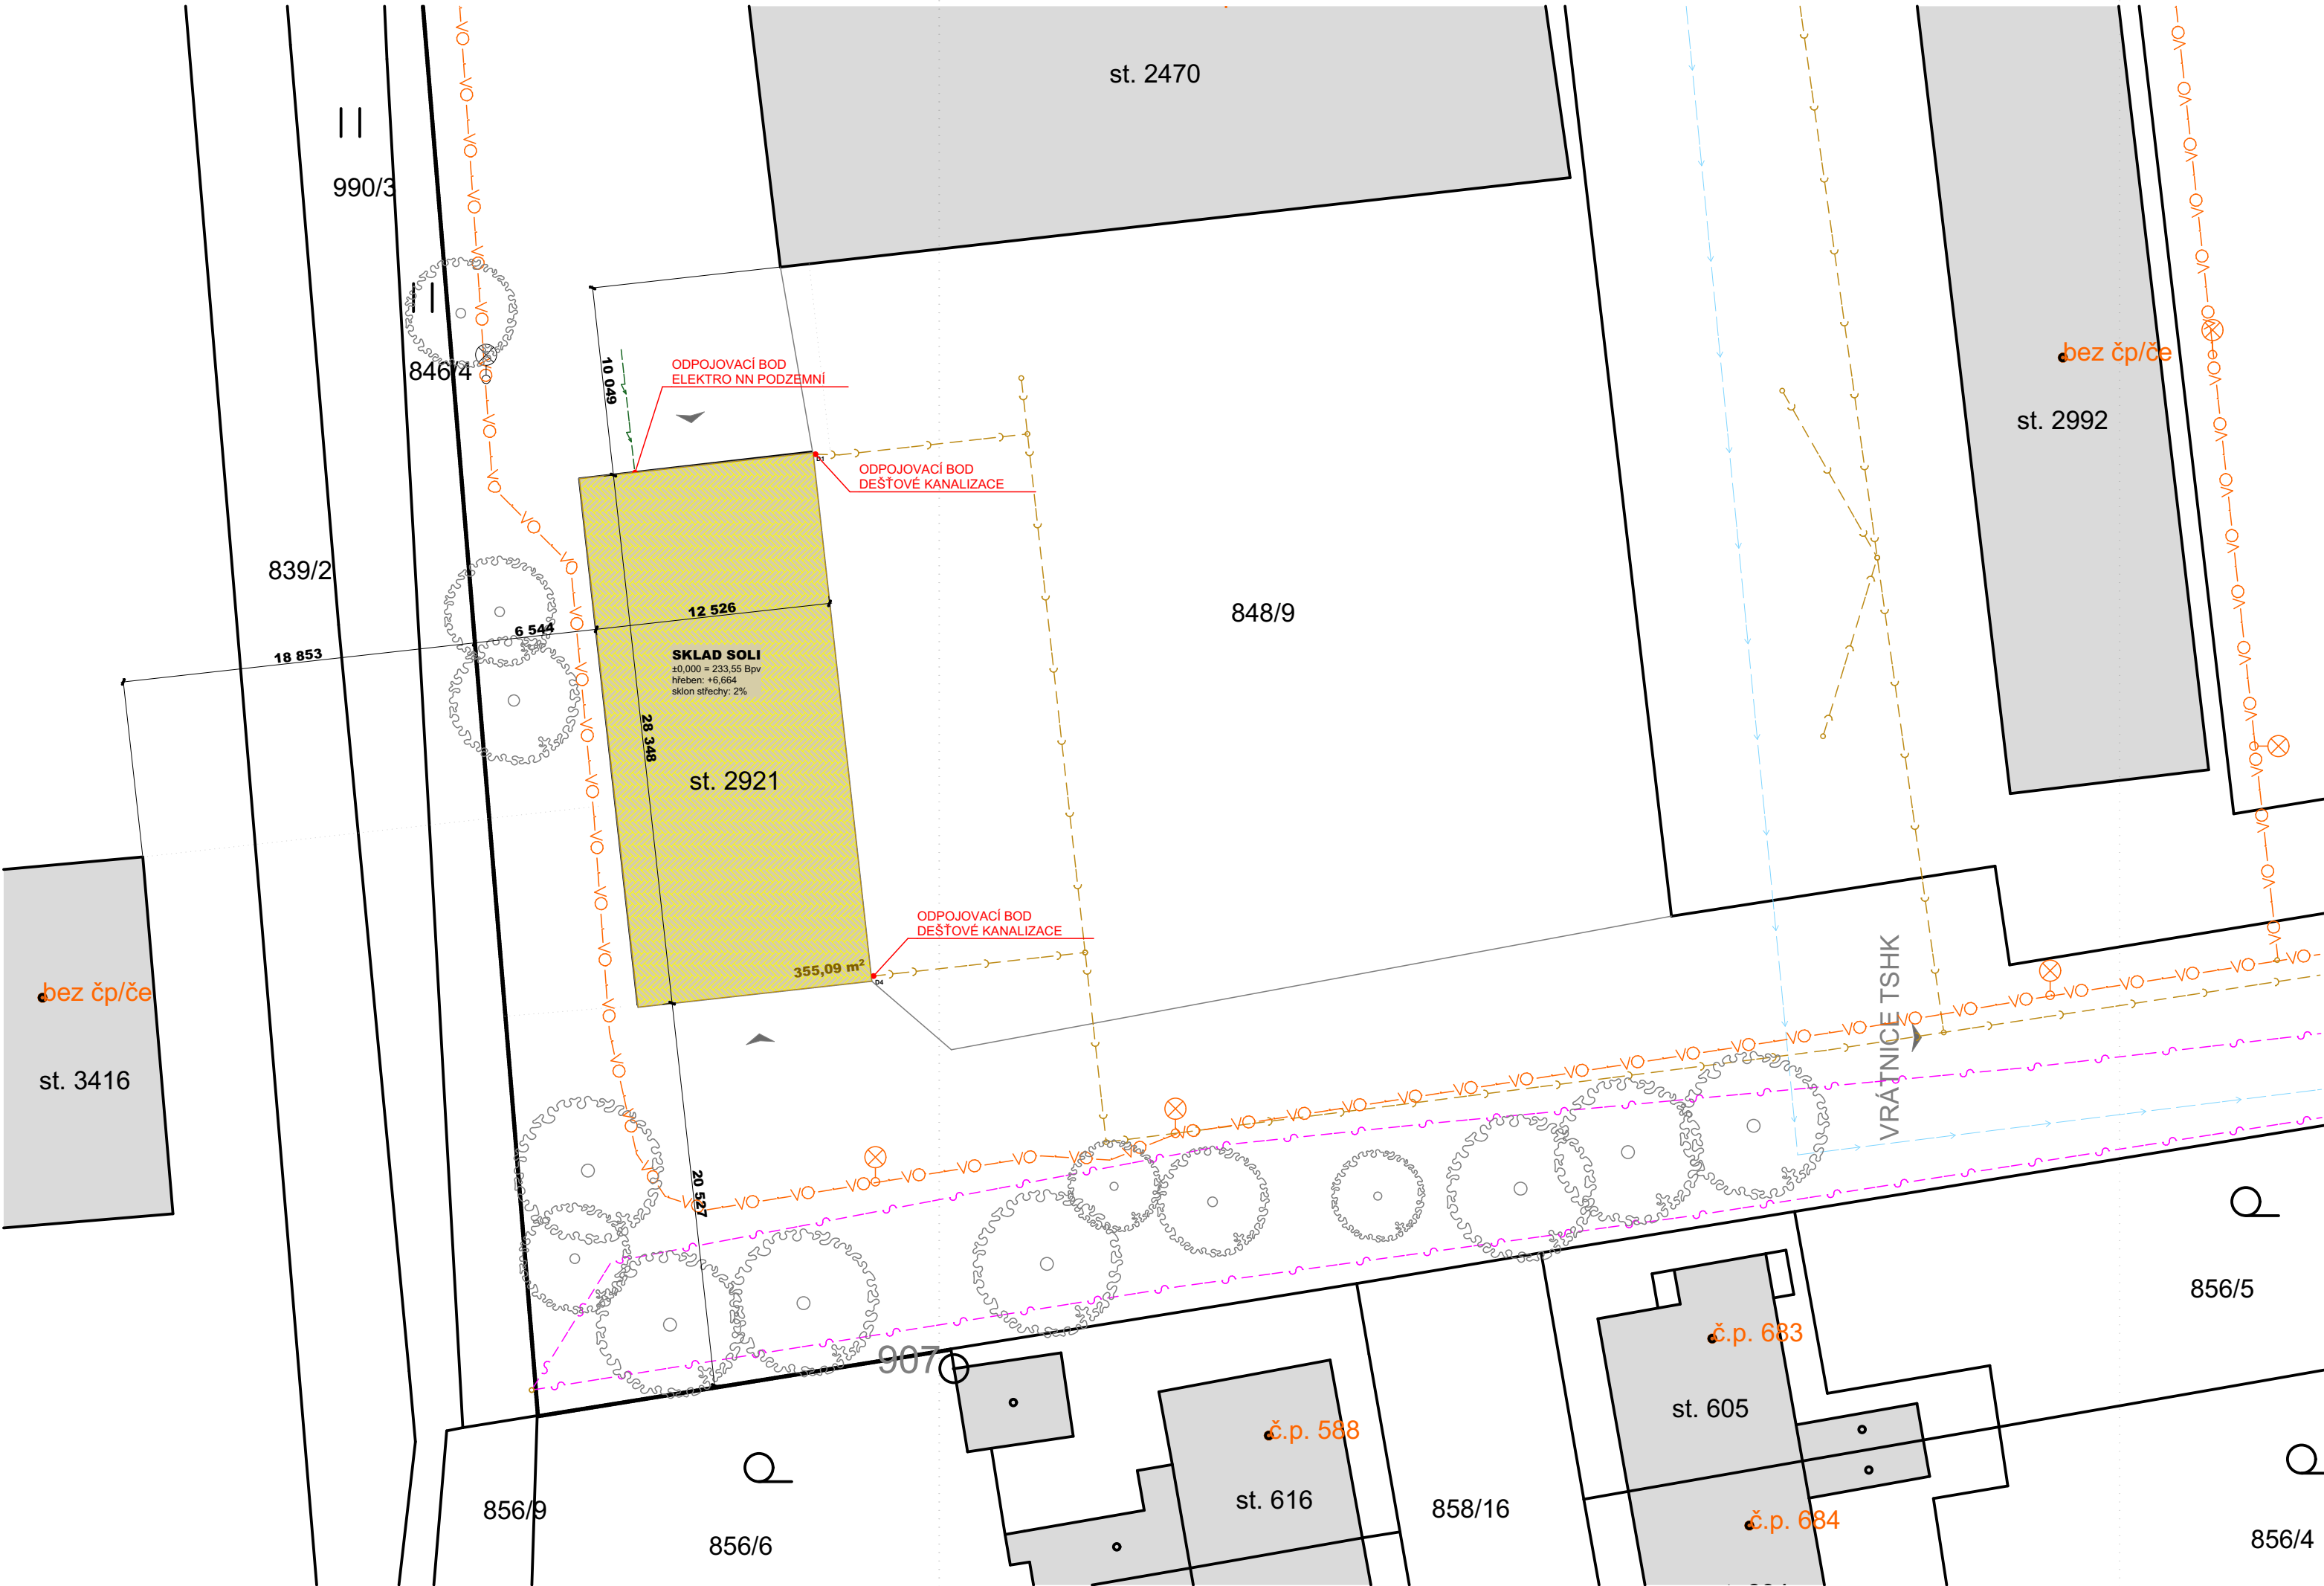 st. 2470
990/3
846/4
10 049
ODPOJOVACÍ BOD
ELEKTRO NN PODZEMNÍ
bez čp/če
st. 2992
ODPOJOVACÍ BOD
DEŠŤOVÉ KANALIZACE
D1
839/2
12 526
848/9
6 544
18 853
SKLAD SOLI
±0,000 = 233,55 Bpv
hřeben: +6,664
sklon střechy: 2%
28 348
st. 2921
ODPOJOVACÍ BOD
DEŠŤOVÉ KANALIZACE
355,09 m²
D4
bez čp/če
st. 3416
VRÁTNICE TSHK
20 527
856/5
907
č.p. 683
st. 605
č.p. 588
st. 616
858/16
856/9
856/6
č.p. 684
856/4
VO